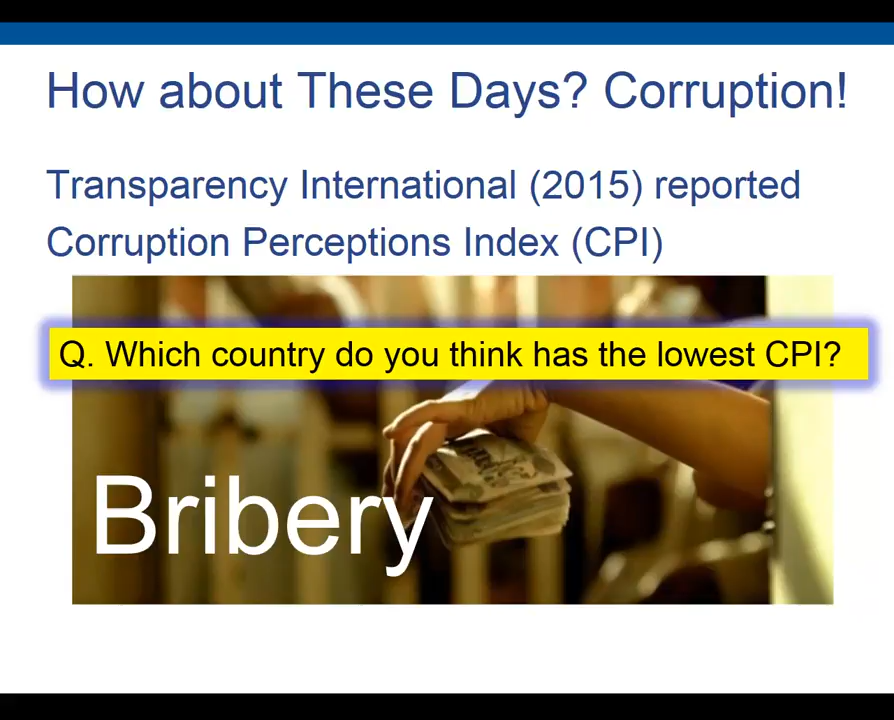 How about These Days? Corruption!
Transparency International (2015) reported
Corruption Perceptions Index (CPI)
Q. Which country do you think has the lowest CPI?
Bribery